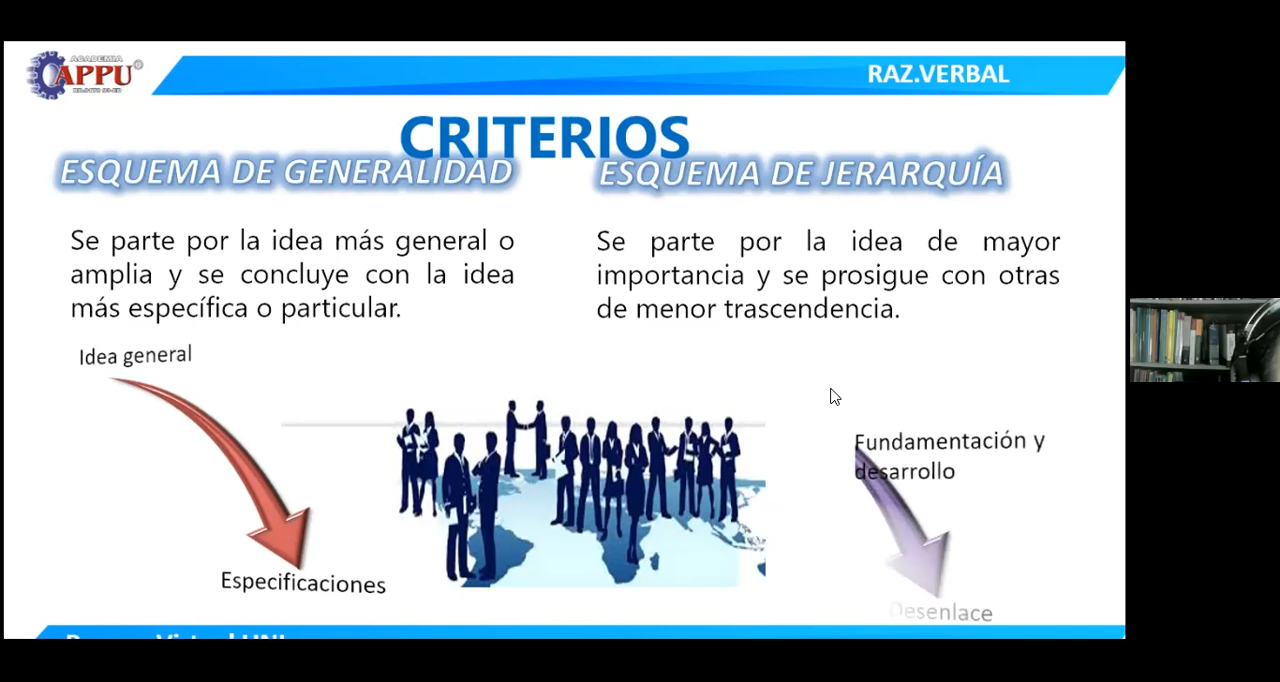 ACADEMIA
APPU
RAZ.VERBAL
CRITERIOS
ESQUEMA DE GENERALIDAD
Se parte por la idea más general o
amplia y se concluye con la idea
más específica o particular.
Idea general
Especificaciones
ESQUEMA DE JERARQUÍA
Se parte por la idea de mayor
importancia y se prosigue con otras
de menor trascendencia.
Fundamentación y
desarrollo
Desenlace